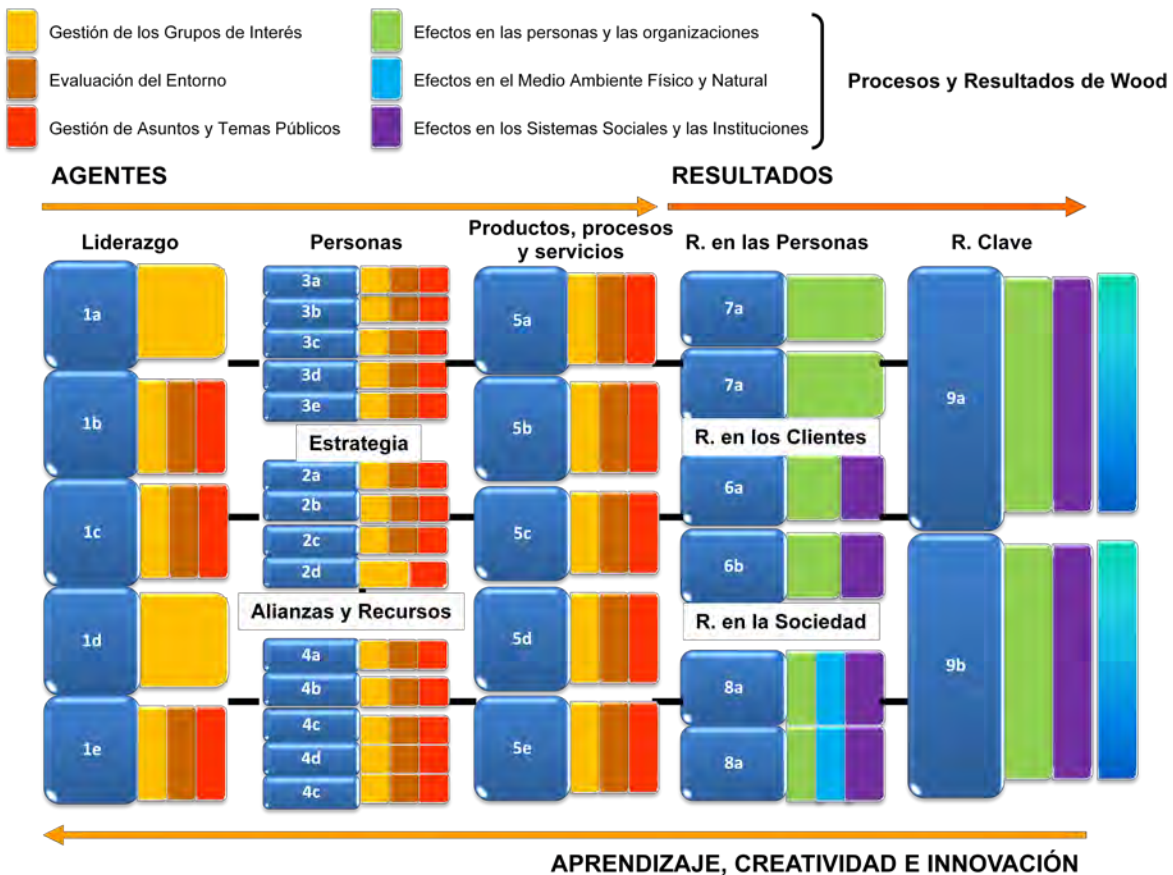 Gestión de los Grupos de Interés
Evaluación del Entorno
Gestión de Asuntos y Temas Públicos
Efectos en las personas y las organizaciones
Efectos en el Medio Ambiente Físico y Natural
Efectos en los Sistemas Sociales y las Instituciones
Procesos y Resultados de Wood
AGENTES
RESULTADOS
Liderazgo
1a
1b
1c
1d
1e
Personas
3a
3b
3c
3d
3e
Estrategia
2a
2b
2c
2d
Alianzas y Recursos
4a
4b
4c
4d
4c
Productos, procesos
y servicios
5a
5b
5c
5d
5e
R. en las Personas
7a
7a
R. en los Clientes
6a
6b
R. en la Sociedad
8a
8a
R. Clave
9a
9b
APRENDIZAJE, CREATIVIDAD E INNOVACIÓN